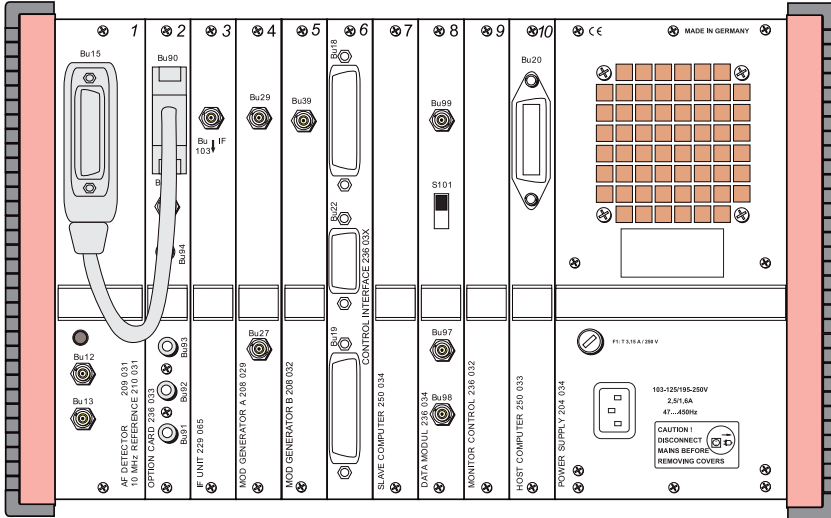 1
2
3
4
5
6
7
8
9
10
CE
MADE IN GERMANY
Bu15
Bu90
Bu
103
IF
Bu29
Bu39
Bu18
Bu99
Bu20
S101
Bu22
Bu94
CONTROL INTERFACE 236 03X
Bu12
Bu13
Bu93
Bu92
Bu91
Bu27
Bu19
Bu97
Bu98
AF DETECTOR 209 031
10 MHz REFERENCE 210 031
OPTION CARD 236 033
IF UNIT 229 065
MOD GENERATOR A 208 029
MOD GENERATOR B 208 032
SLAVE COMPUTER 250 034
DATA MODUL 236 034
MONITOR CONTROL 236 032
HOST COMPUTER 250 033
POWER SUPPLY 204 034
F1: T 3,15 A / 250 V
103-125/195-250V
2,5/1,6A
47...450Hz
CAUTION !
DISCONNECT
MAINS BEFORE
REMOVING COVERS